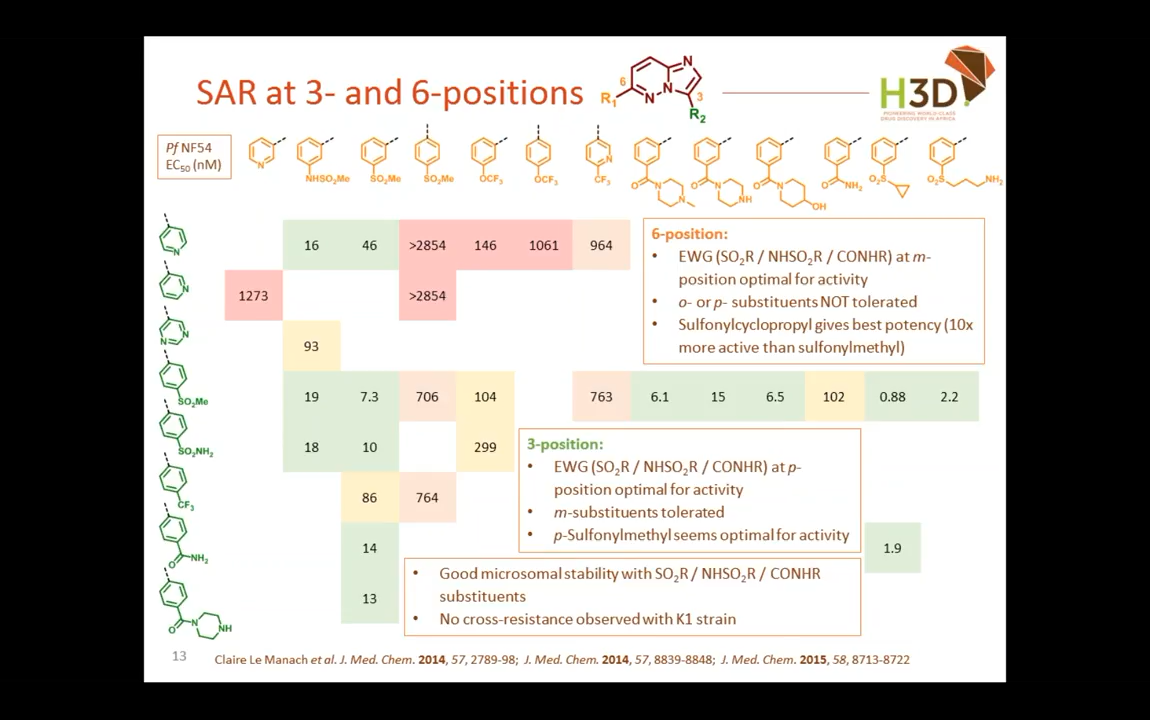 SAR at 3- and 6-positions
6
N
R₁
N
N
3
R₂
H3D
PIONEERING WORLD-CLASS
DRUG DISCOVERY IN AFRICA
Pf NF54
EC₅₀ (nM)
N
NHSO₂Me
SO₂Me
SO₂Me
OCF₃
OCF₃
N
CF₃
O
N
N
O
N
NH
O
N
OH
O
NH₂
O₂S
O₂S
NH₂
N
16 46 >2854 146 1061 964
N
1273 >2854
N
N
93
SO₂Me
19 7.3 706 104 763 6.1 15 6.5 102 0.88 2.2
SO₂NH₂
18 10 299
CF₃
86 764
O
NH₂
14 1.9
O
N
NH
13
6-position:
• EWG (SO₂R / NHSO₂R / CONHR) at m-
position optimal for activity
• o- or p- substituents NOT tolerated
• Sulfonylcyclopropyl gives best potency (10x
more active than sulfonylmethyl)
3-position:
• EWG (SO₂R / NHSO₂R / CONHR) at p-
position optimal for activity
• m-substituents tolerated
• p-Sulfonylmethyl seems optimal for activity
• Good microsomal stability with SO₂R / NHSO₂R / CONHR
substituents
• No cross-resistance observed with K1 strain
13
Claire Le Manach et al. J. Med. Chem. 2014, 57, 2789-98; J. Med. Chem. 2014, 57, 8839-8848; J. Med. Chem. 2015, 58, 8713-8722